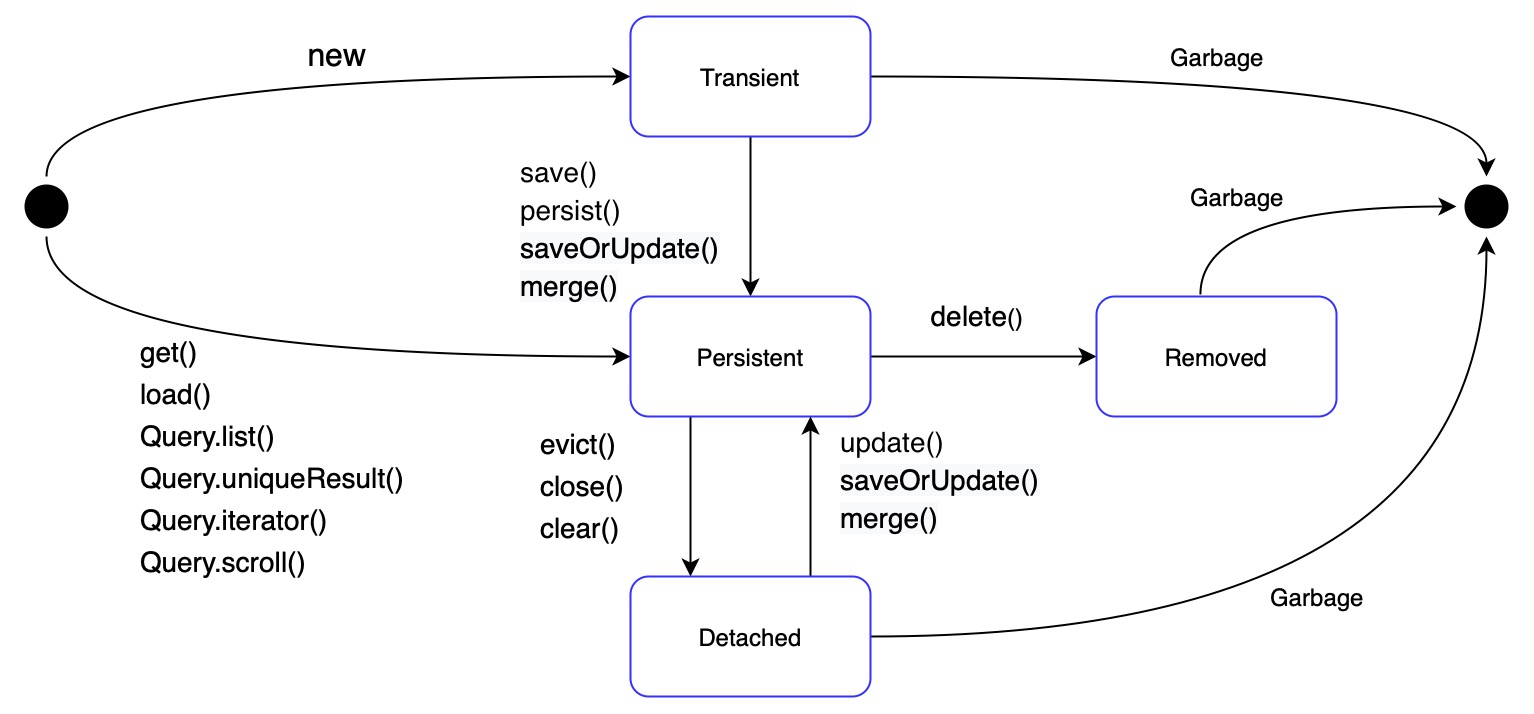 new
Transient
Garbage
save()
persist()
saveOrUpdate()
merge()
Garbage
get()
load()
Query.list()
Query.uniqueResult()
Query.iterator()
Query.scroll()
Persistent
delete()
Removed
evict()
close()
clear()
update()
saveOrUpdate()
merge()
Detached
Garbage